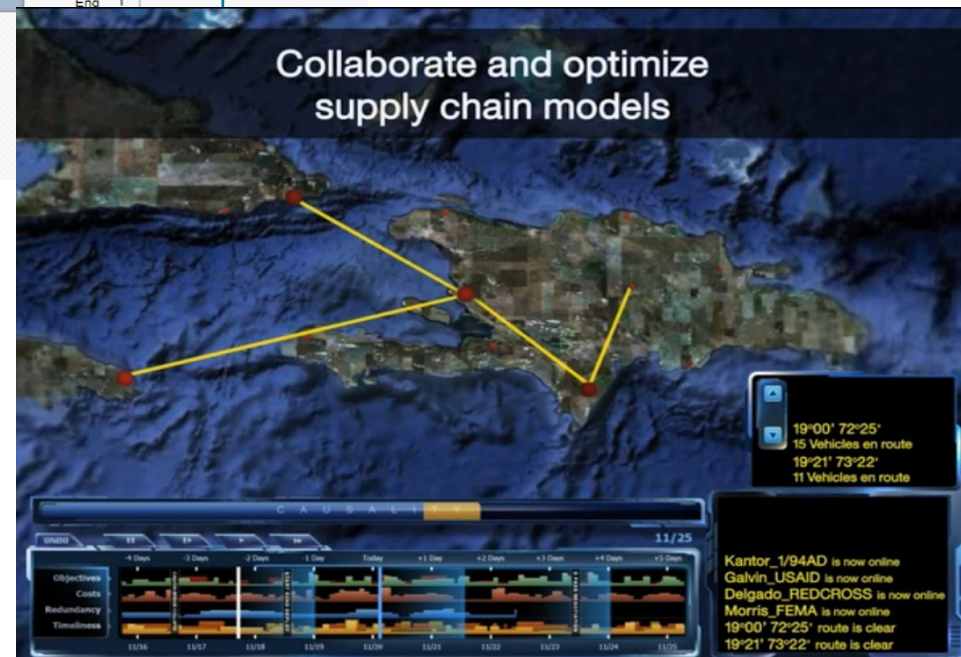 End
Collaborate and optimize
supply chain models
19°00' 72°25'
15 Vehicles en route
19°21' 73°22'
11 Vehicles en route
CAUSALITY
UNDO
11/25
-4 Days -3 Days -2 Days -1 Day Today +1 Day +2 Days +3 Days +4 Days +5 Days
Objectives
Costs
Redundancy
Timeliness
11/16 11/17 11/18 11/19 11/20 11/21 11/22 11/23 11/24 11/25
Kantor_1/94AD is now online
Galvin_USAID is now online
Delgado_REDCROSS is now online
Morris_FEMA is now online
19°00' 72°25' route is clear
19°21' 73°22' route is clear